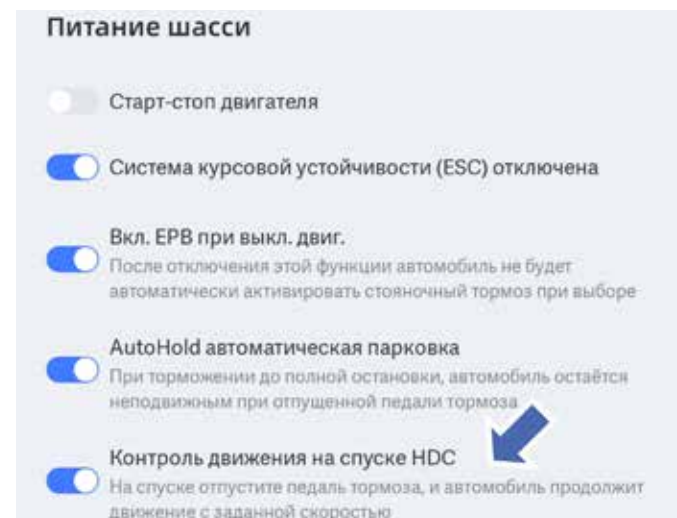 Питание шасси
Старт-стоп двигателя
Система курсовой устойчивости (ESC) отключена
Вкл. EPB при выкл. двиг.
После отключения этой функции автомобиль не будет
автоматически активировать стояночный тормоз при выборе
AutoHold автоматическая парковка
При торможении до полной остановки, автомобиль остаётся
неподвижным при отпущенной педали тормоза
Контроль движения на спуске HDC
На спуске отпустите педаль тормоза, и автомобиль продолжит
движение с заданной скоростью